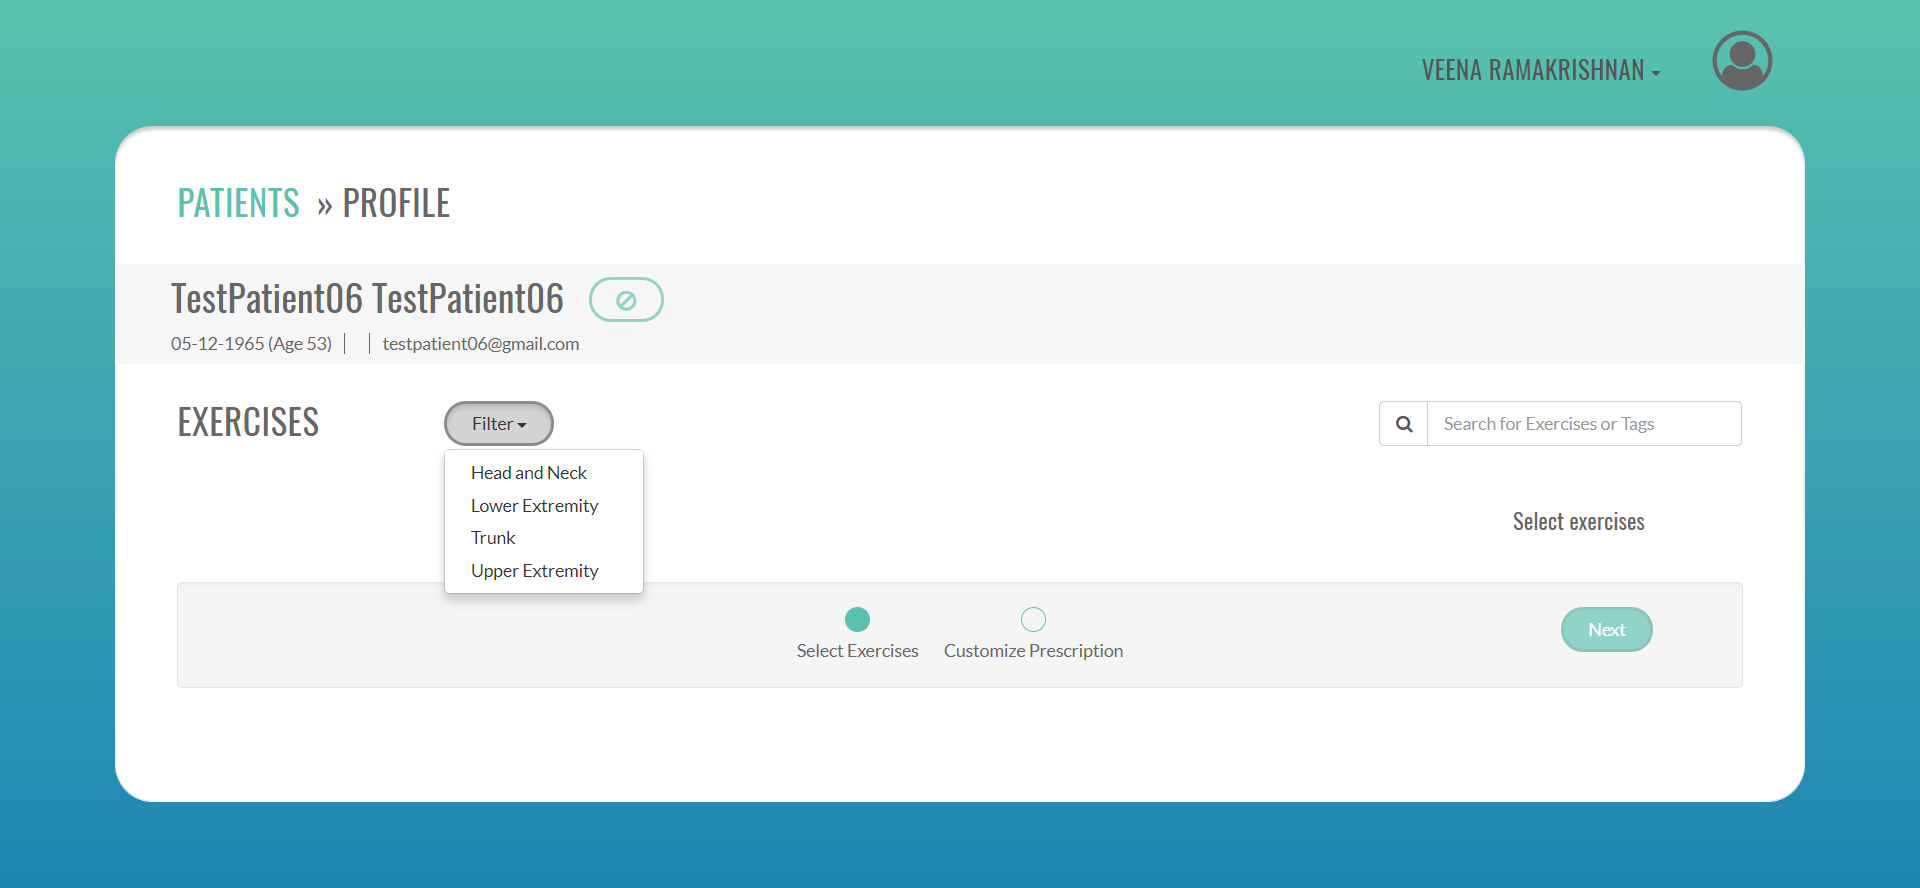 VEENA RAMAKRISHNAN
PATIENTS » PROFILE
TestPatient06 TestPatient06
05-12-1965 (Age 53) | | testpatient06@gmail.com
EXERCISES
Filter
Search for Exercises or Tags
Head and Neck
Lower Extremity
Trunk
Upper Extremity
Select exercises
Select Exercises
Customize Prescription
Next